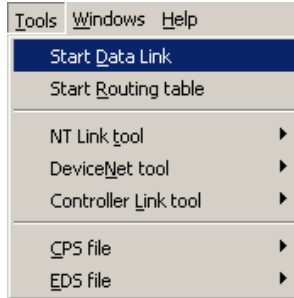 Tools Windows Help
Start Data Link
Start Routing table
NT Link tool
DeviceNet tool
Controller Link tool
CPS file
EDS file